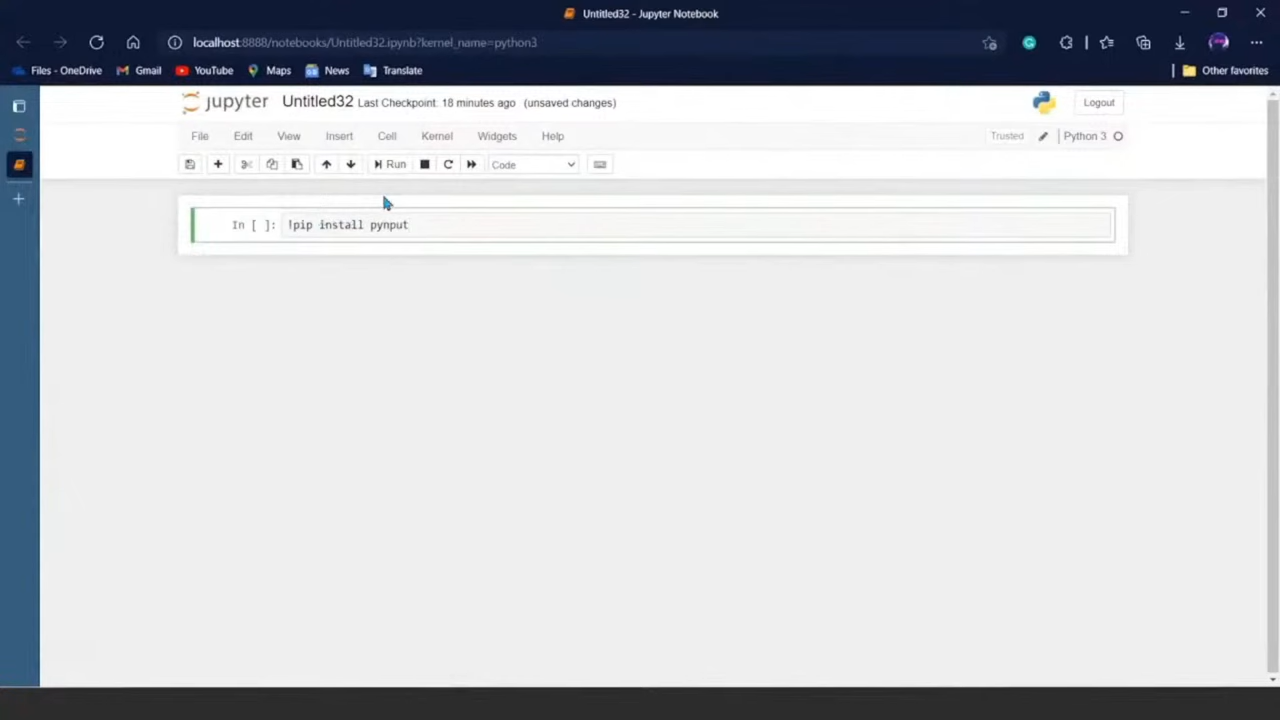 Untitled32 - Jupyter Notebook
localhost:8888/notebooks/Untitled32.ipynb?kernel_name=python3
Files - OneDrive Gmail YouTube Maps News Translate Other favorites
jupyter Untitled32 Last Checkpoint: 18 minutes ago (unsaved changes) Logout
File Edit View Insert Cell Kernel Widgets Help Trusted Python 3
Run Code
In [ ]: !pip install pynput